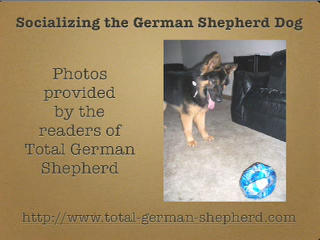 Socializing the German Shepherd Dog
Photos
provided
by the
readers of
Total German
Shepherd
http://www.total-german-shepherd.com